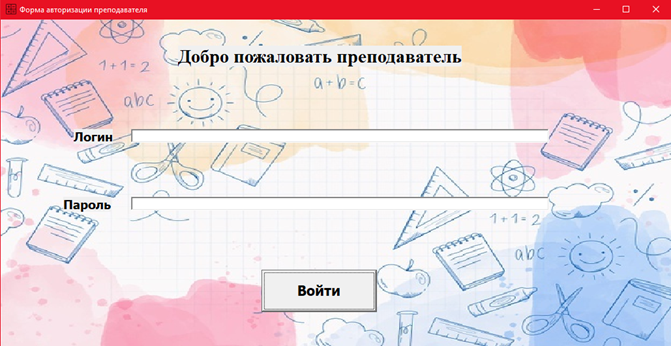 Форма авторизации преподавателя
Добро пожаловать преподаватель
1+1=2
a+b=c
abc
Логин
Пароль
1+1=2
abc
Войти